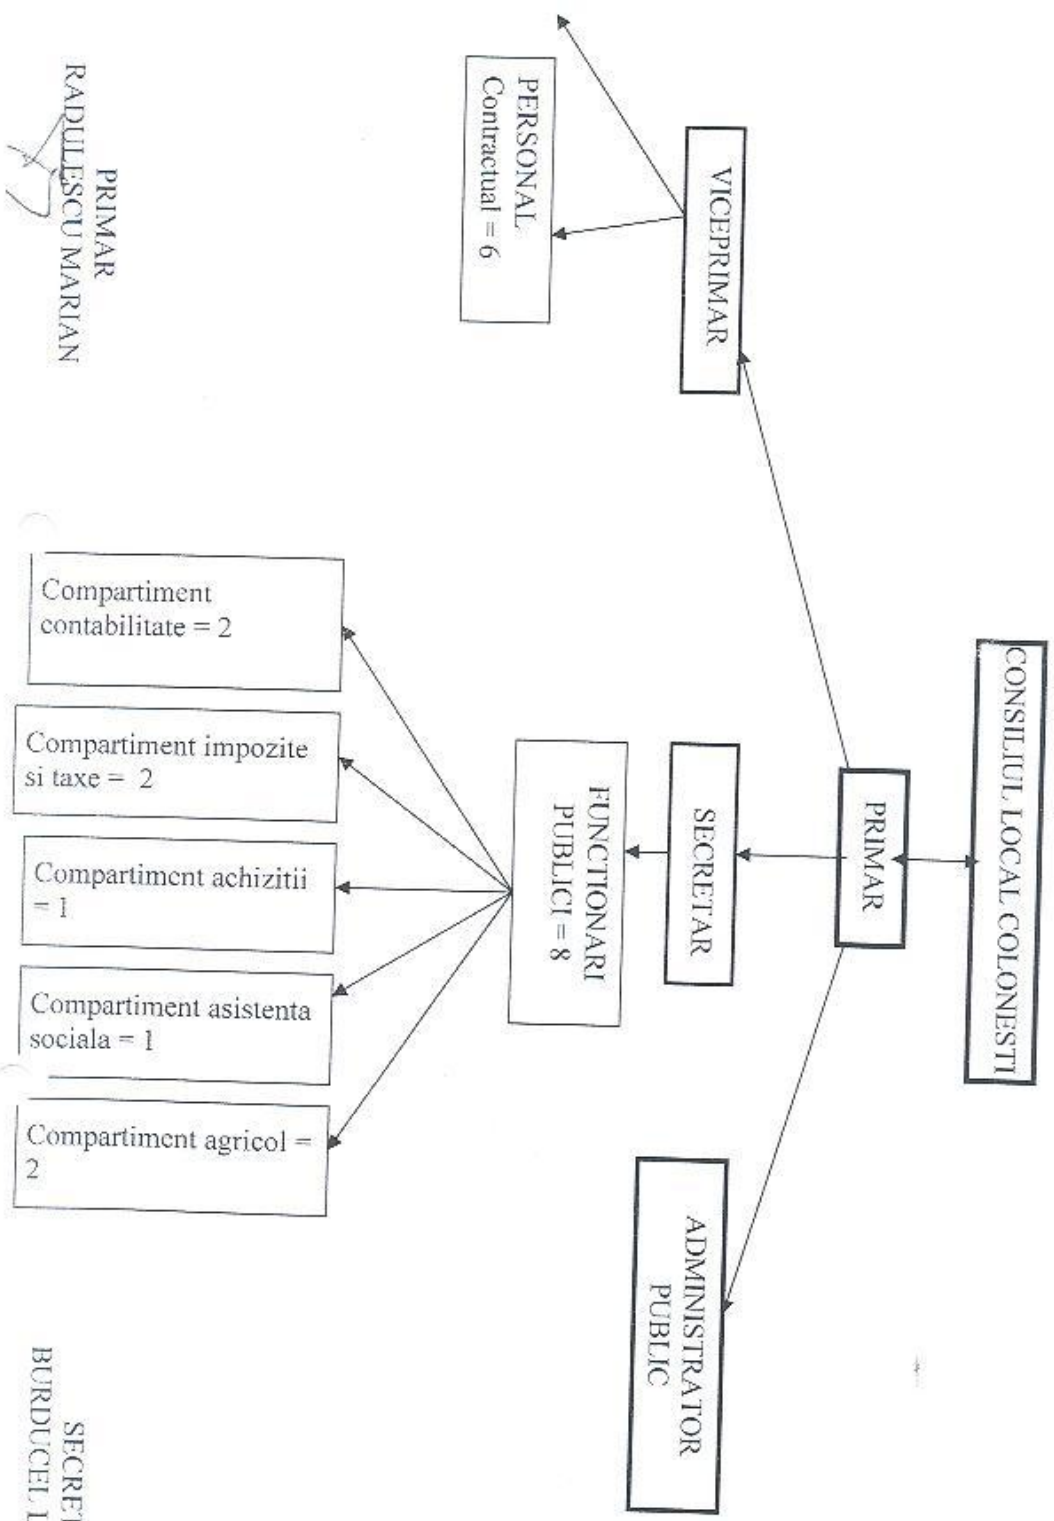 CONSILIUL LOCAL COLONESTI
PRIMAR
VICEPRIMAR
SECRETAR
ADMINISTRATOR
PUBLIC
PERSONAL
Contractual = 6
FUNCTIONARI
PUBLICI = 8
Compartiment
contabilitate = 2
Compartiment impozite
si taxe = 2
Compartiment achizitii
= 1
Compartiment asistenta
sociala = 1
Compartiment agricol =
2
PRIMAR
RADULESCU MARIAN
SECRET
BURDUCEL